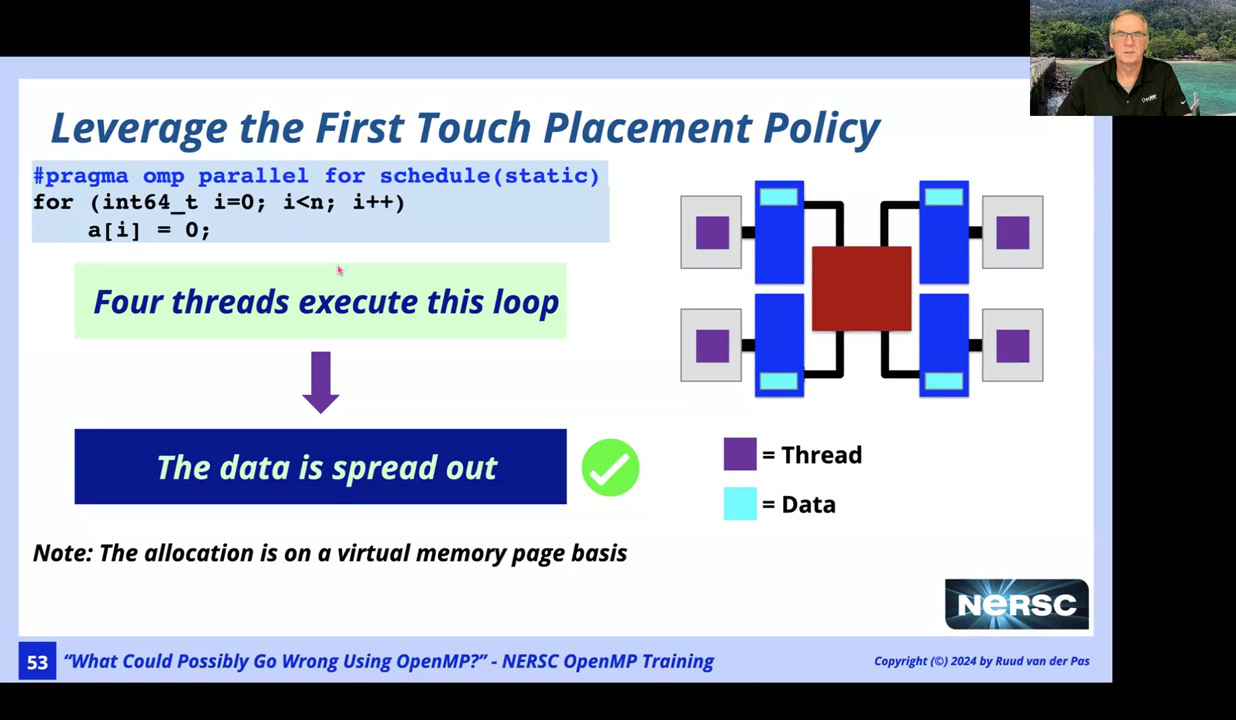 Leverage the First Touch Placement Policy
#pragma omp parallel for schedule(static)
for (int64_t i=0; i<n; i++)
a[i] = 0;
Four threads execute this loop
The data is spread out
= Thread
= Data
Note: The allocation is on a virtual memory page basis
NERSC
53
“What Could Possibly Go Wrong Using OpenMP?” - NERSC OpenMP Training
Copyright (©) 2024 by Ruud van der Pas